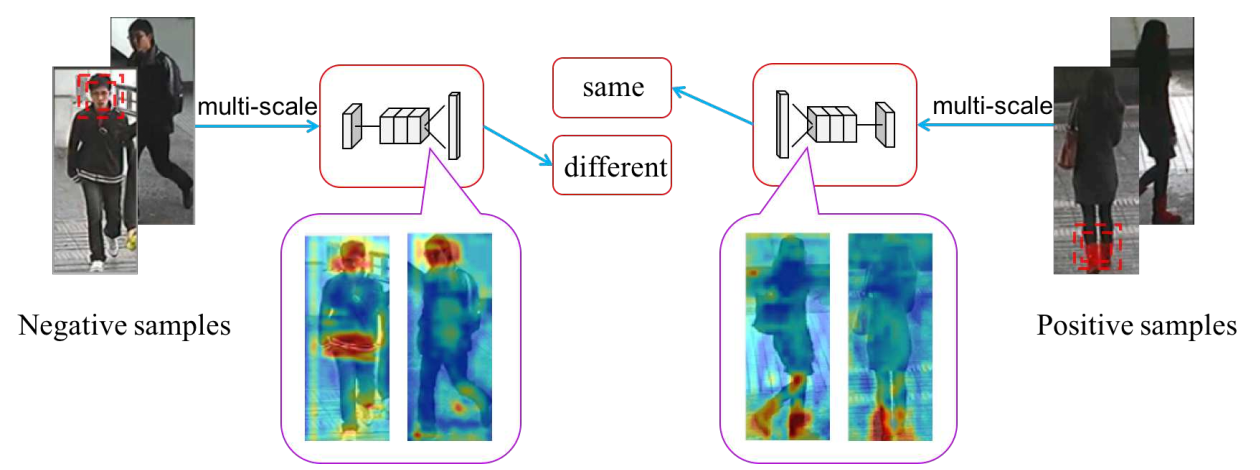 multi-scale
same
different
multi-scale
Negative samples
Positive samples